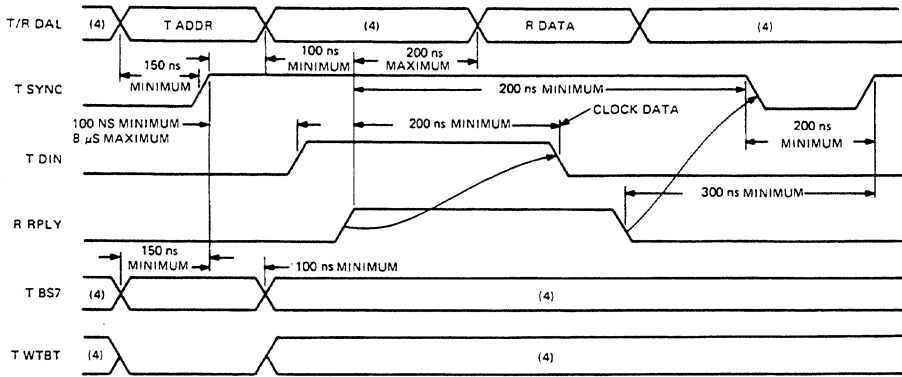 T/R DAL (4) T ADDR (4) R DATA (4)
150 ns MINIMUM
100 ns MINIMUM
200 ns MAXIMUM
T SYNC
200 ns MINIMUM
CLOCK DATA
100 NS MINIMUM
8 µS MAXIMUM
200 ns MINIMUM
200 ns MINIMUM
T DIN
300 ns MINIMUM
R RPLY
150 ns MINIMUM
100 ns MINIMUM
T BS7 (4) (4)
T WTBT (4) (4)